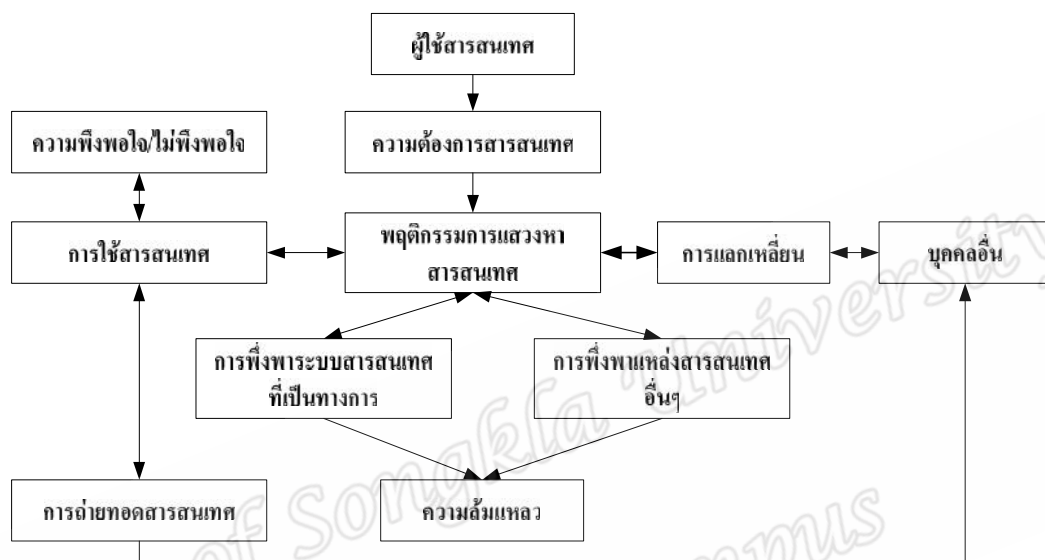 ผู้ใช้สารสนเทศ
ความพึงพอใจ/ไม่พึงพอใจ
ความต้องการสารสนเทศ
การใช้สารสนเทศ
พฤติกรรมการแสวงหา
สารสนเทศ
การแลกเหลี่ยน
บุคคลอื่น
การพึ่งพาระบบสารสนเทศ
ที่เป็นทางการ
การพึ่งพาแหล่งสารสนเทศ
อื่นๆ
การถ่ายทอดสารสนเทศ
ความล้มแหลว
of Songkla University
mpus